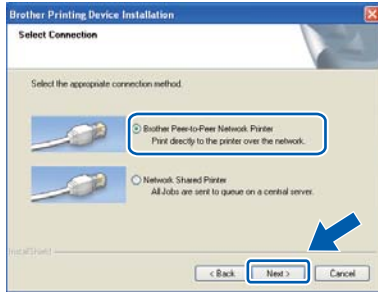 Brother Printing Device Installation
Select Connection
Select the appropriate connection method.
Brother Peer-to-Peer Network Printer
Print directly to the printer over the network.
Network Shared Printer
All Jobs are sent to queue on a central server.
InstallShield
< Back
Next >
Cancel